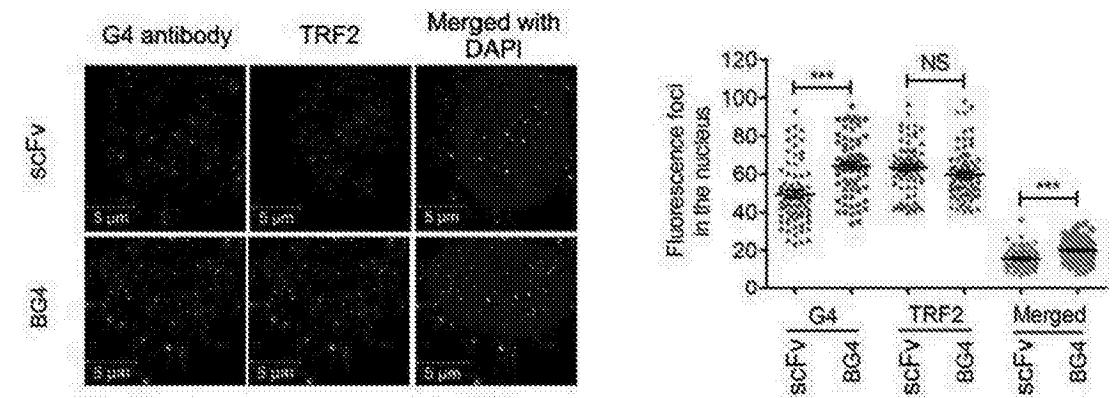 G4 antibody TRF2 Merged with DAPI
scFv
5 μm 5 μm 5 μm
BG4
5 μm 5 μm 5 μm
Fluorescence foci in the nucleus
120
100
80
60
40
20
0
*** NS ***
G4 TRF2 Merged
scFv BG4 scFv BG4 scFv BG4